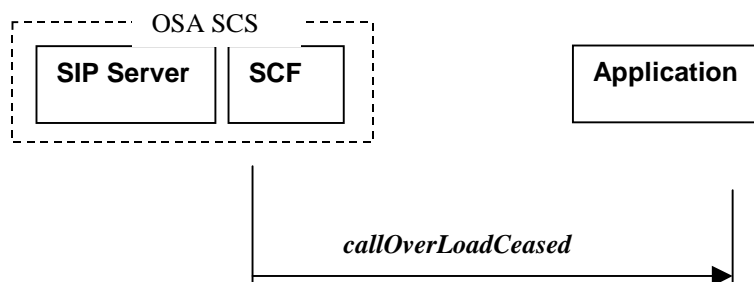 OSA SCS
SIP Server
SCF
Application
callOverLoadCeased